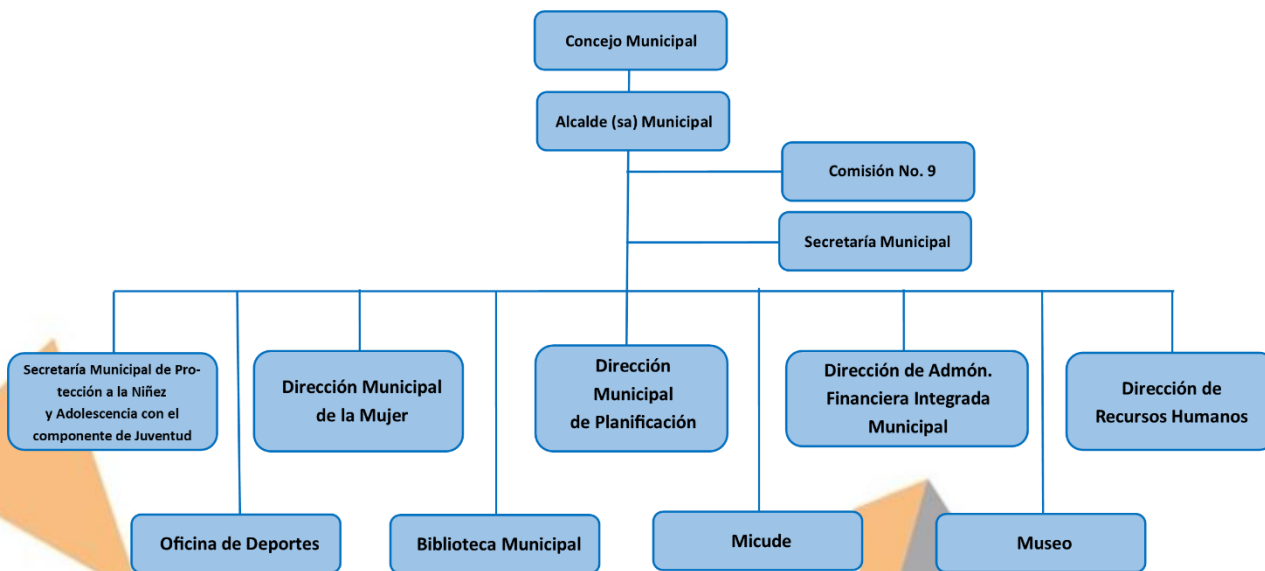 Concejo Municipal
Alcalde (sa) Municipal
Comisión No. 9
Secretaría Municipal
Secretaría Municipal de Pro-
tección a la Niñez
y Adolescencia con el
componente de Juventud
Dirección Municipal
de la Mujer
Dirección
Municipal
de Planificación
Dirección de Admón.
Financiera Integrada
Municipal
Dirección de
Recursos Humanos
Oficina de Deportes
Biblioteca Municipal
Micude
Museo